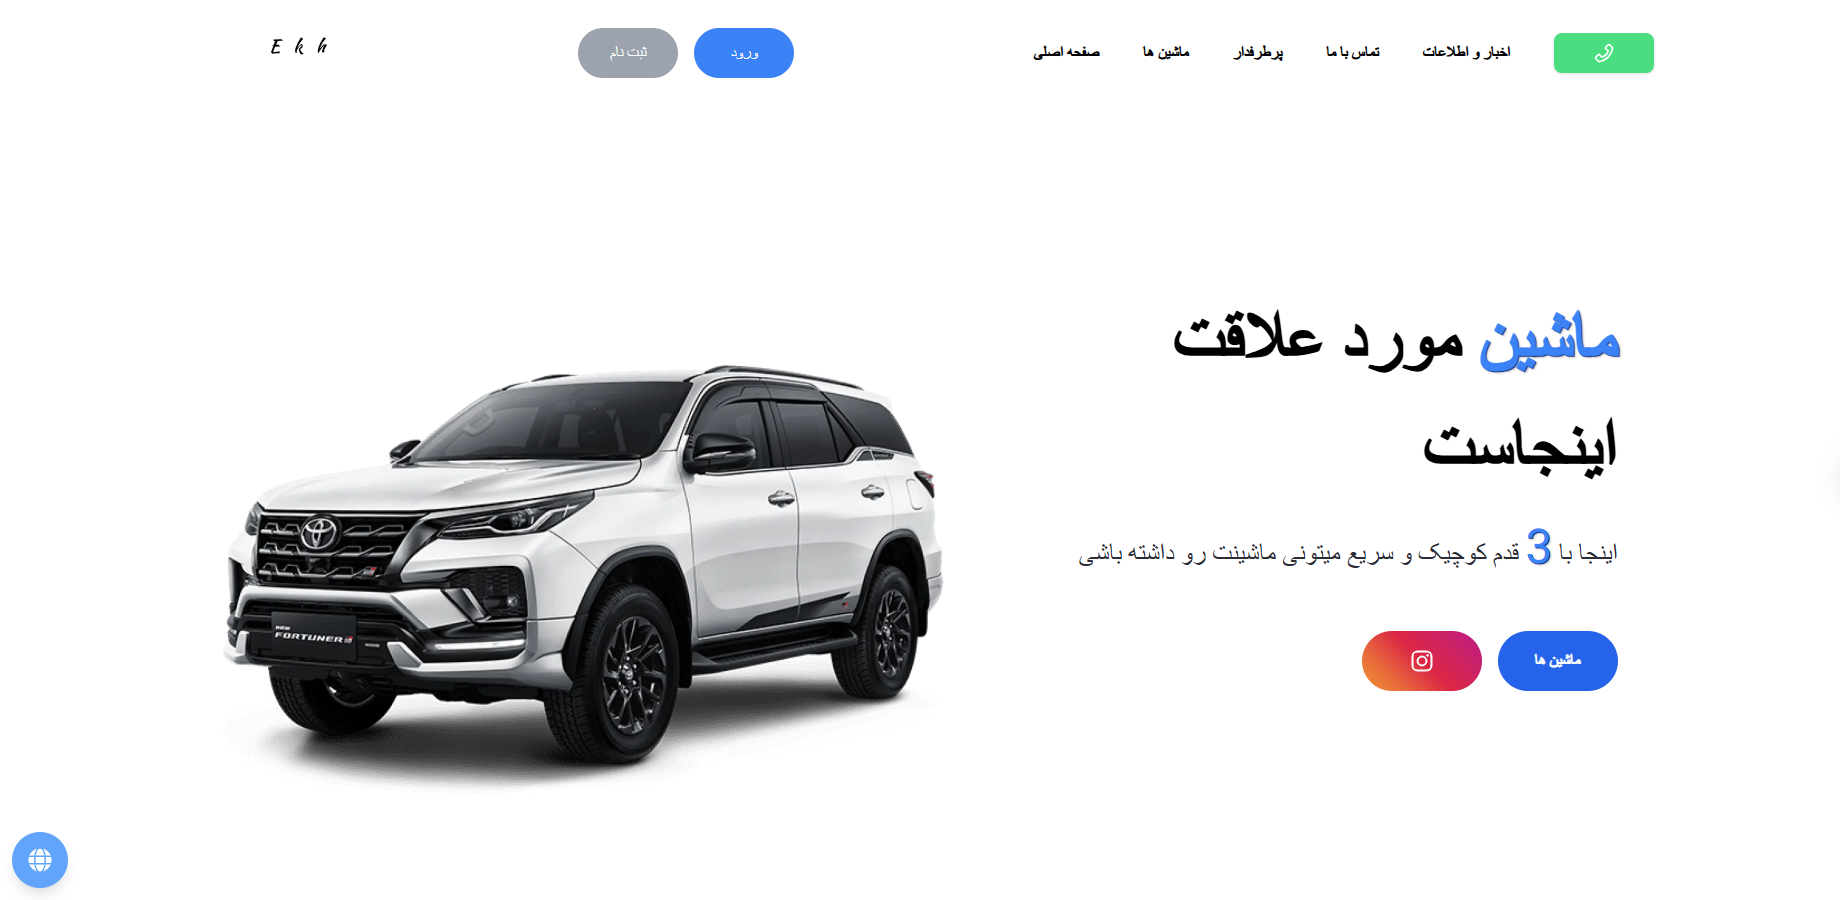 اخبار و اطلاعات
تماس با ما
پرطرفدار
ماشین ها
صفحه اصلی
ورود
ثبت نام
E k h
ماشین مورد علاقت
اینجاست
اینجا با 3 قدم کوچیک و سریع میتونی ماشینت رو داشته باشی
ماشین ها
NEW
FORTUNER